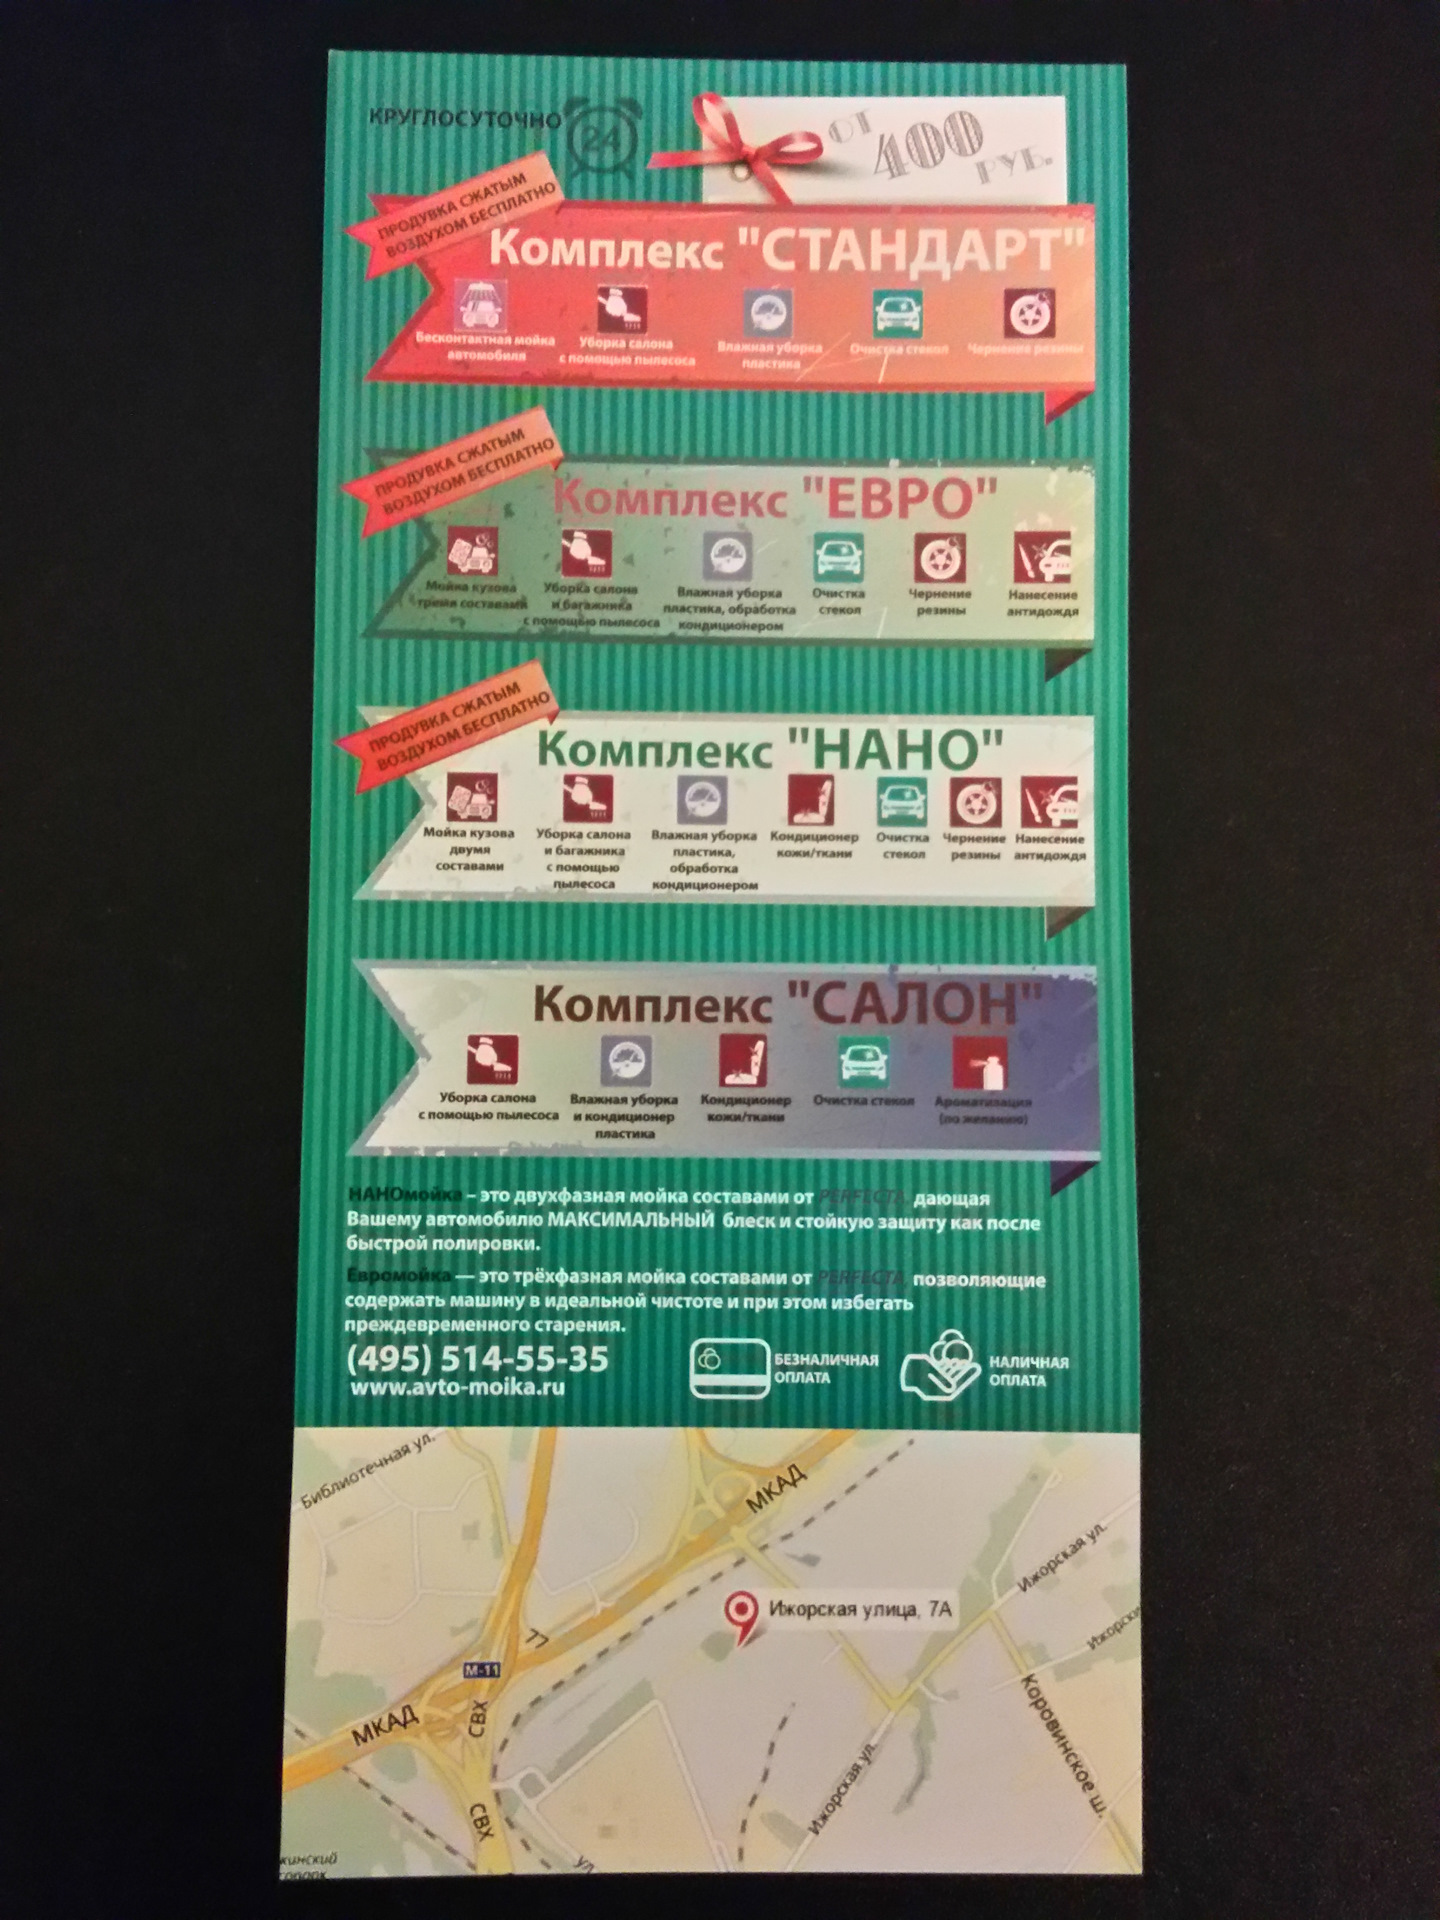 КРУГЛОСУТОЧНО
24
ОТ
400
РУБ.
ПРОДУВКА СЖАТЫМ
ВОЗДУХОМ БЕСПЛАТНО
Комплекс "СТАНДАРТ"
Бесконтактная мойка
автомобиля
Уборка салона
с помощью пылесоса
Влажная уборка
пластика
Очистка стекол
Чернение резины
ПРОДУВКА СЖАТЫМ
ВОЗДУХОМ БЕСПЛАТНО
Комплекс "ЕВРО"
Мойка кузова
тремя составами
Уборка салона
и багажника
с помощью пылесоса
Влажная уборка
пластика, обработка
кондиционером
Очистка
стекол
Чернение
резины
Нанесение
антидождя
ПРОДУВКА СЖАТЫМ
ВОЗДУХОМ БЕСПЛАТНО
Комплекс "НАНО"
Мойка кузова
двумя
составами
Уборка салона
и багажника
с помощью
пылесоса
Влажная уборка
пластика,
обработка
кондиционером
Кондиционер
кожи/ткани
Очистка
стекол
Чернение
резины
Нанесение
антидождя
Комплекс "САЛОН"
Уборка салона
с помощью пылесоса
Влажная уборка
и кондиционер
пластика
Кондиционер
кожи/ткани
Очистка стекол
Ароматизация
(по желанию)
НАНОмойка – это двухфазная мойка составами от PERFECTA, дающая
Вашему автомобилю МАКСИМАЛЬНЫЙ блеск и стойкую защиту как после
быстрой полировки.
Евромойка — это трёхфазная мойка составами от PERFECTA, позволяющие
содержать машину в идеальной чистоте и при этом избегать
преждевременного старения.
(495) 514-55-35
www.avto-moika.ru
БЕЗНАЛИЧНАЯ
ОПЛАТА
НАЛИЧНАЯ
ОПЛАТА
Библиотечная ул.
МКАД
Ижорская ул.
Ижорская улица, 7А
Ижорски
77
М-11
МКАД
СВХ
Коровинское ш.
Ижорская ул.
СВХ
ул
кинский